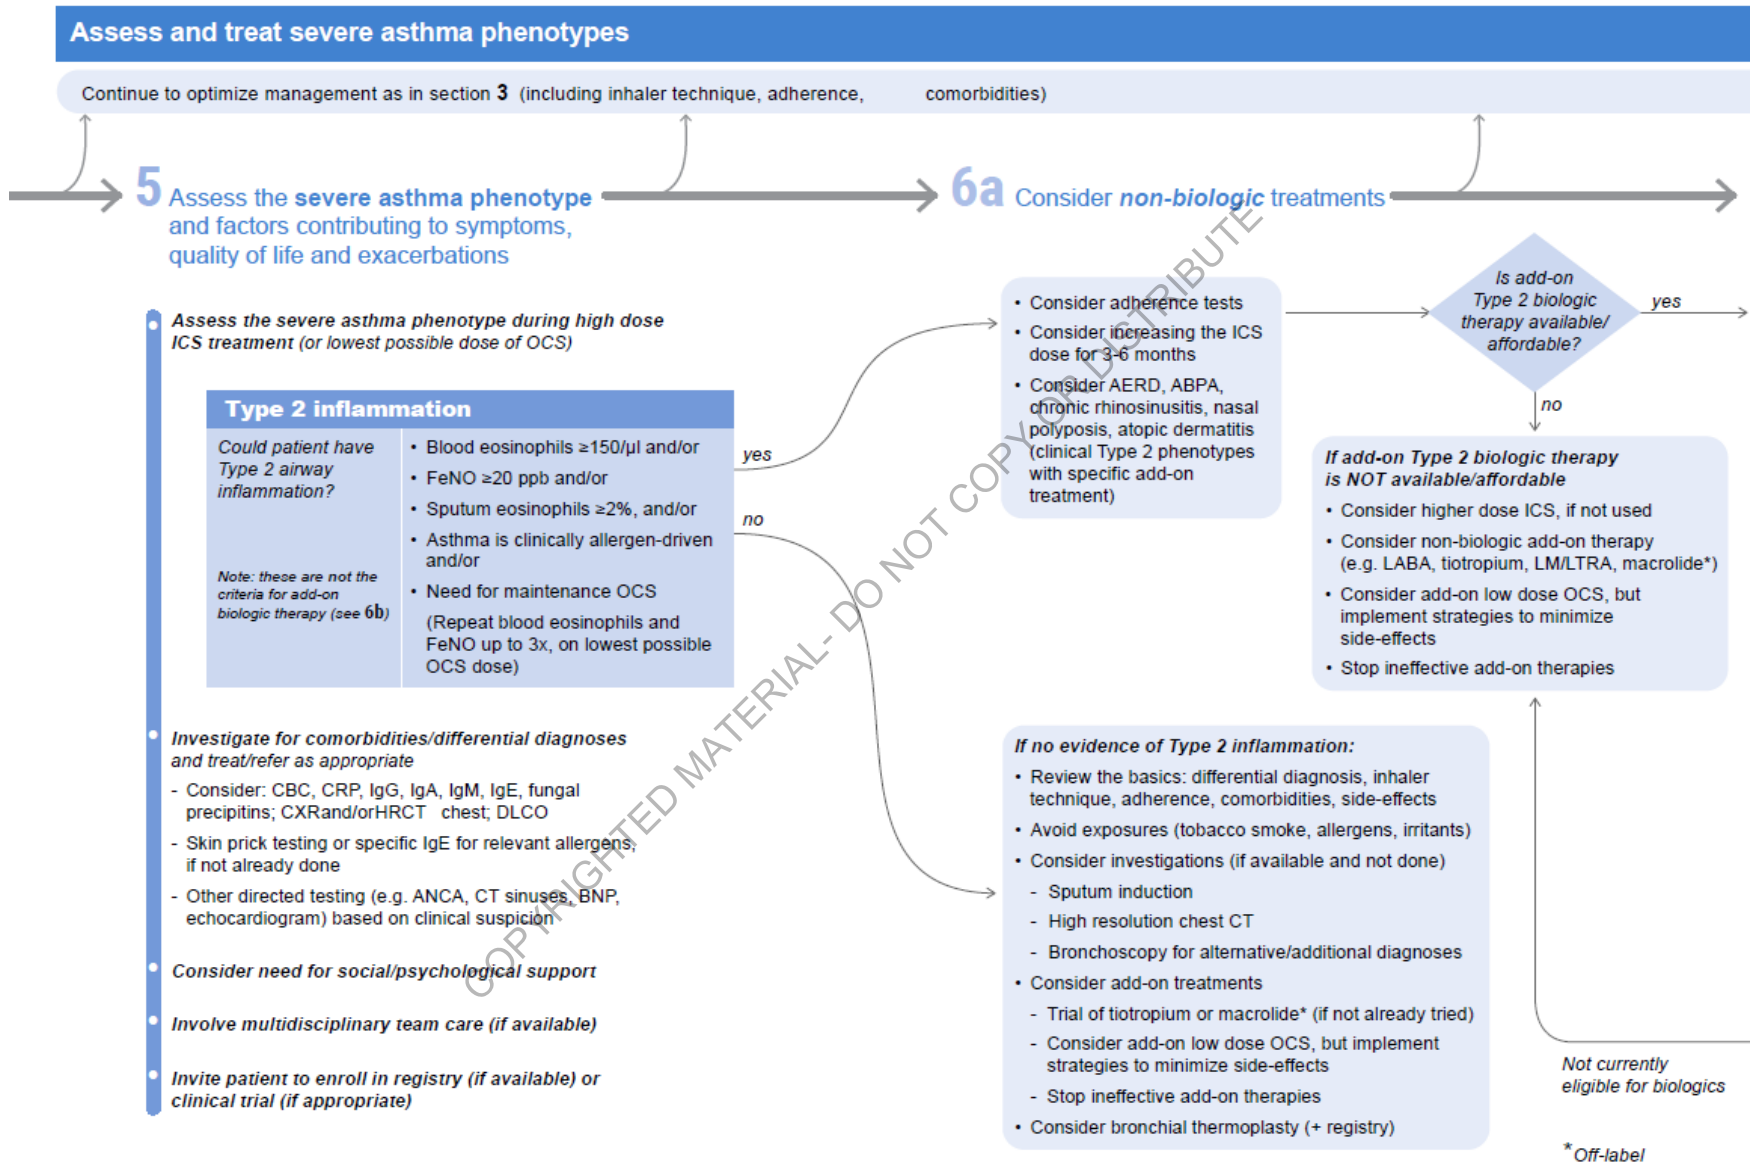 Assess and treat severe asthma phenotypes
Continue to optimize management as in section 3 (including inhaler technique, adherence, comorbidities)
5 Assess the severe asthma phenotype
and factors contributing to symptoms,
quality of life and exacerbations
Assess the severe asthma phenotype during high dose
ICS treatment (or lowest possible dose of OCS)
Type 2 inflammation
Could patient have
Type 2 airway
inflammation?
Note: these are not the
criteria for add-on
biologic therapy (see 6b)
• Blood eosinophils ≥150/μl and/or
• FeNO ≥20 ppb and/or
• Sputum eosinophils ≥2%, and/or
• Asthma is clinically allergen-driven
and/or
• Need for maintenance OCS
(Repeat blood eosinophils and
FeNO up to 3x, on lowest possible
OCS dose)
yes
no
Investigate for comorbidities/differential diagnoses
and treat/refer as appropriate
- Consider: CBC, CRP, IgG, IgA, IgM, IgE, fungal
precipitins; CXRand/orHRCT chest; DLCO
- Skin prick testing or specific IgE for relevant allergens,
if not already done
- Other directed testing (e.g. ANCA, CT sinuses, BNP,
echocardiogram) based on clinical suspicion
Consider need for social/psychological support
Involve multidisciplinary team care (if available)
Invite patient to enroll in registry (if available) or
clinical trial (if appropriate)
6a Consider non-biologic treatments
• Consider adherence tests
• Consider increasing the ICS
dose for 3-6 months
• Consider AERD, ABPA,
chronic rhinosinusitis, nasal
polyposis, atopic dermatitis
(clinical Type 2 phenotypes
with specific add-on
treatment)
Is add-on
Type 2 biologic
therapy available/
affordable?
yes
no
If add-on Type 2 biologic therapy
is NOT available/affordable
• Consider higher dose ICS, if not used
• Consider non-biologic add-on therapy
(e.g. LABA, tiotropium, LM/LTRA, macrolide*)
• Consider add-on low dose OCS, but
implement strategies to minimize
side-effects
• Stop ineffective add-on therapies
If no evidence of Type 2 inflammation:
• Review the basics: differential diagnosis, inhaler
technique, adherence, comorbidities, side-effects
• Avoid exposures (tobacco smoke, allergens, irritants)
• Consider investigations (if available and not done)
- Sputum induction
- High resolution chest CT
- Bronchoscopy for alternative/additional diagnoses
• Consider add-on treatments
- Trial of tiotropium or macrolide* (if not already tried)
- Consider add-on low dose OCS, but implement
strategies to minimize side-effects
- Stop ineffective add-on therapies
• Consider bronchial thermoplasty (+ registry)
Not currently
eligible for biologics
*Off-label
COPYRIGHTED MATERIAL- DO NOT COPY OR DISTRIBUTE